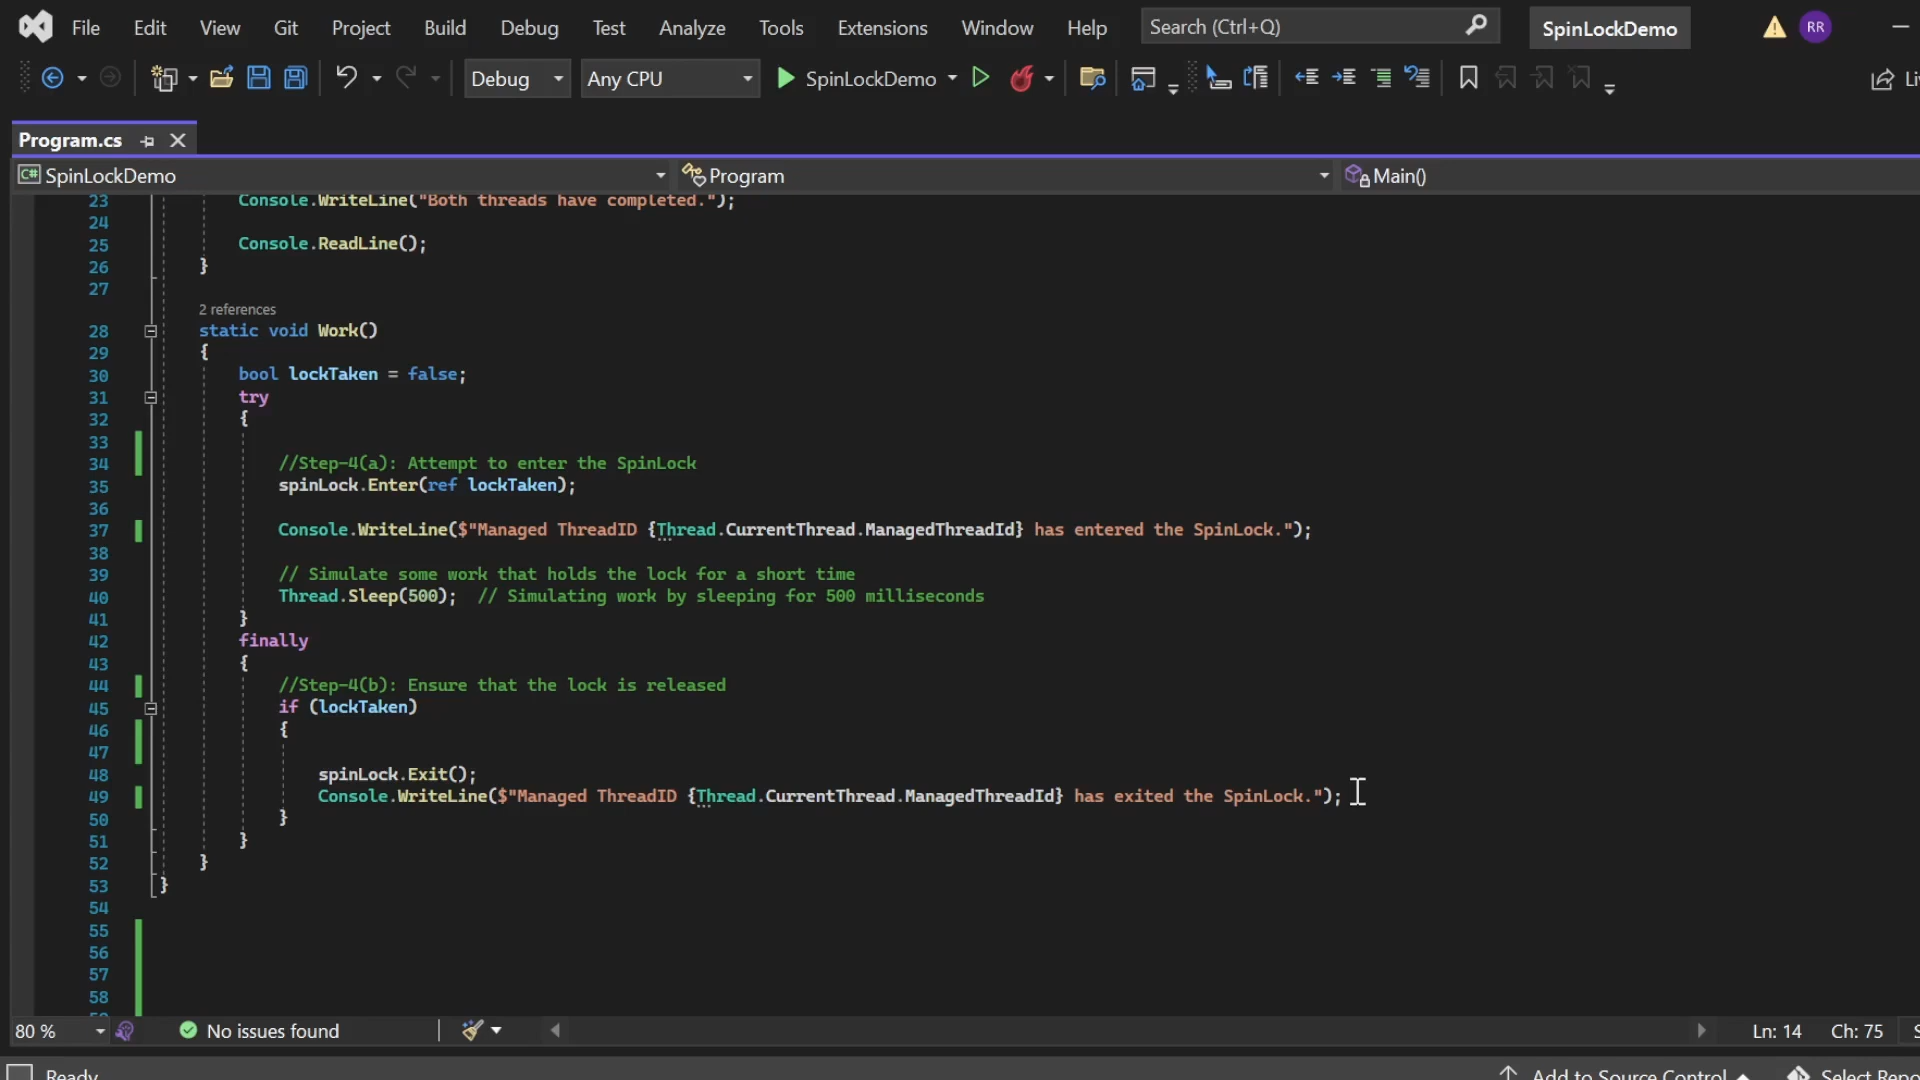 File Edit View Git Project Build Debug Test Analyze Tools Extensions Window Help Search (Ctrl+Q) SpinLockDemo RR
Debug Any CPU SpinLockDemo
Program.cs
C# SpinLockDemo Program Main()
23 Console.WriteLine("Both threads have completed.");
24
25 Console.ReadLine();
26 }
27
2 references
28 static void Work()
29 {
30 bool lockTaken = false;
31 try
32 {
33
34 //Step-4(a): Attempt to enter the SpinLock
35 spinLock.Enter(ref lockTaken);
36
37 Console.WriteLine($"Managed ThreadID {Thread.CurrentThread.ManagedThreadId} has entered the SpinLock.");
38
39 // Simulate some work that holds the lock for a short time
40 Thread.Sleep(500); // Simulating work by sleeping for 500 milliseconds
41 }
42 finally
43 {
44 //Step-4(b): Ensure that the lock is released
45 if (lockTaken)
46 {
47
48 spinLock.Exit();
49 Console.WriteLine($"Managed ThreadID {Thread.CurrentThread.ManagedThreadId} has exited the SpinLock.");
50 }
51 }
52 }
53 }
54
55
56
57
58
80 % No issues found Ln: 14 Ch: 75
Ready Add to Source Control Select Repo